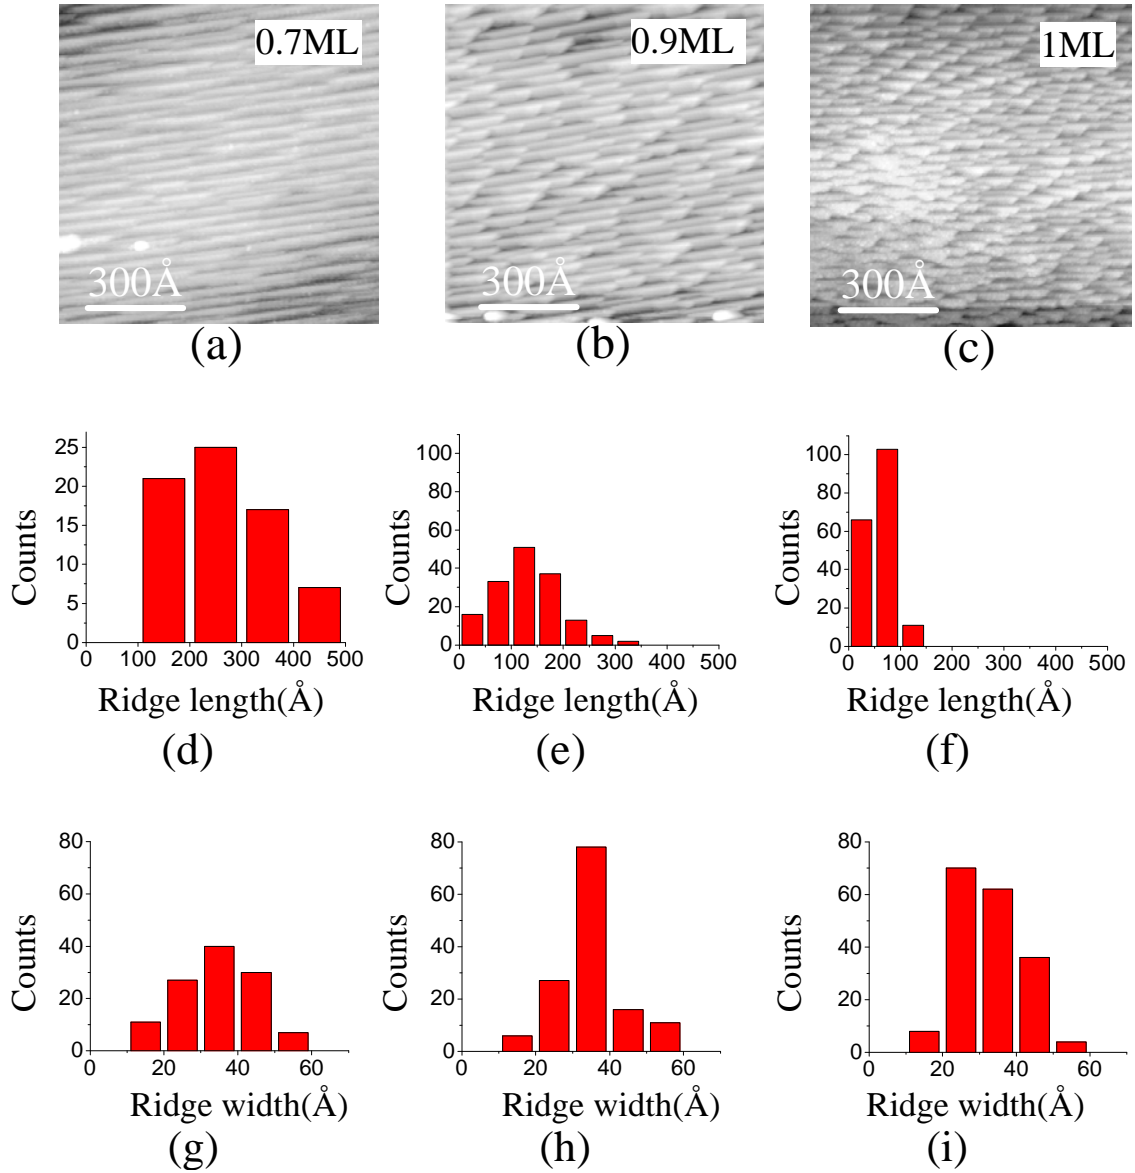 0.7ML
0.9ML
1ML
300Å
300Å
300Å
(a)
(b)
(c)
25
20
15
10
5
0
0 100 200 300 400 500
Counts
Ridge length(Å)
(d)
100
80
60
40
20
0
0 100 200 300 400 500
Counts
Ridge length(Å)
(e)
100
80
60
40
20
0
0 100 200 300 400 500
Counts
Ridge length(Å)
(f)
80
60
40
20
0
0 20 40 60
Counts
Ridge width(Å)
(g)
80
60
40
20
0
0 20 40 60
Counts
Ridge width(Å)
(h)
80
60
40
20
0
0 20 40 60
Counts
Ridge width(Å)
(i)